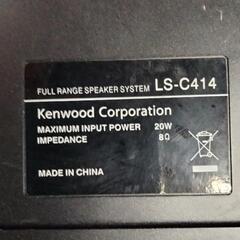 FULL RANGE SPEAKER SYSTEM LS-C414
Kenwood Corporation
MAXIMUM INPUT POWER 20W
IMPEDANCE 8Ω
MADE IN CHINA